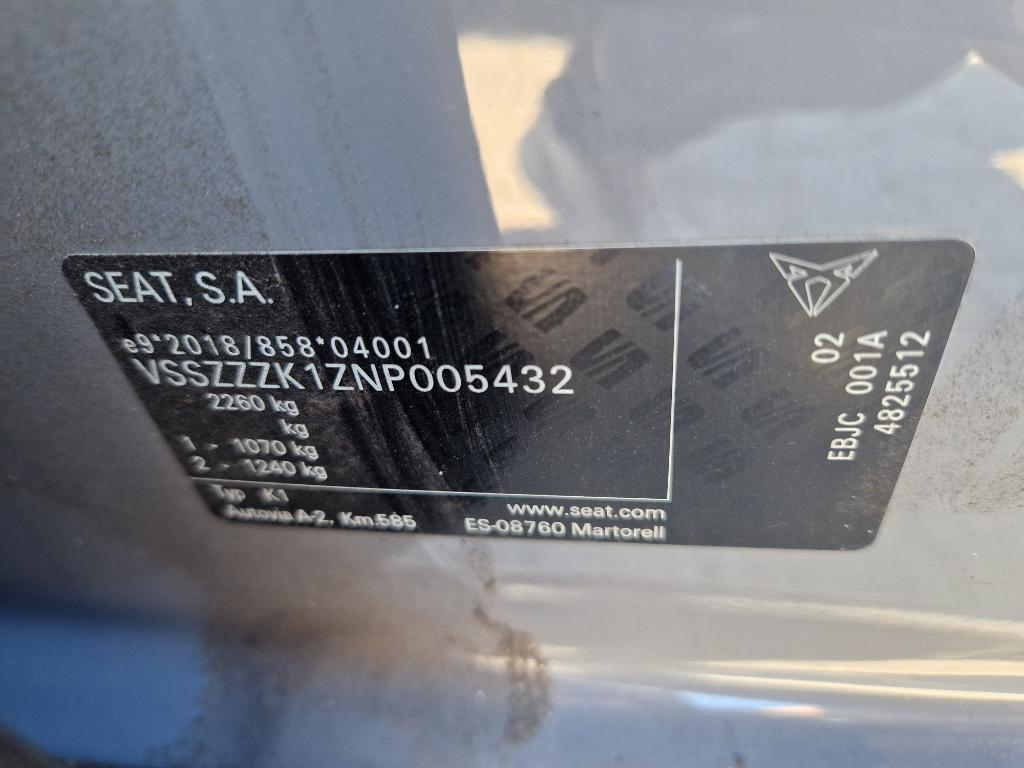 SEAT, S.A.
e9*2018/858*04001
VSSZZZK1ZNP005432
2260 kg
kg
1 - 1070 kg
2 - 1240 kg
Typ K1
Autovia A-2, Km.585
www.seat.com
ES-08760 Martorell
EBJC 001A 02
4825512